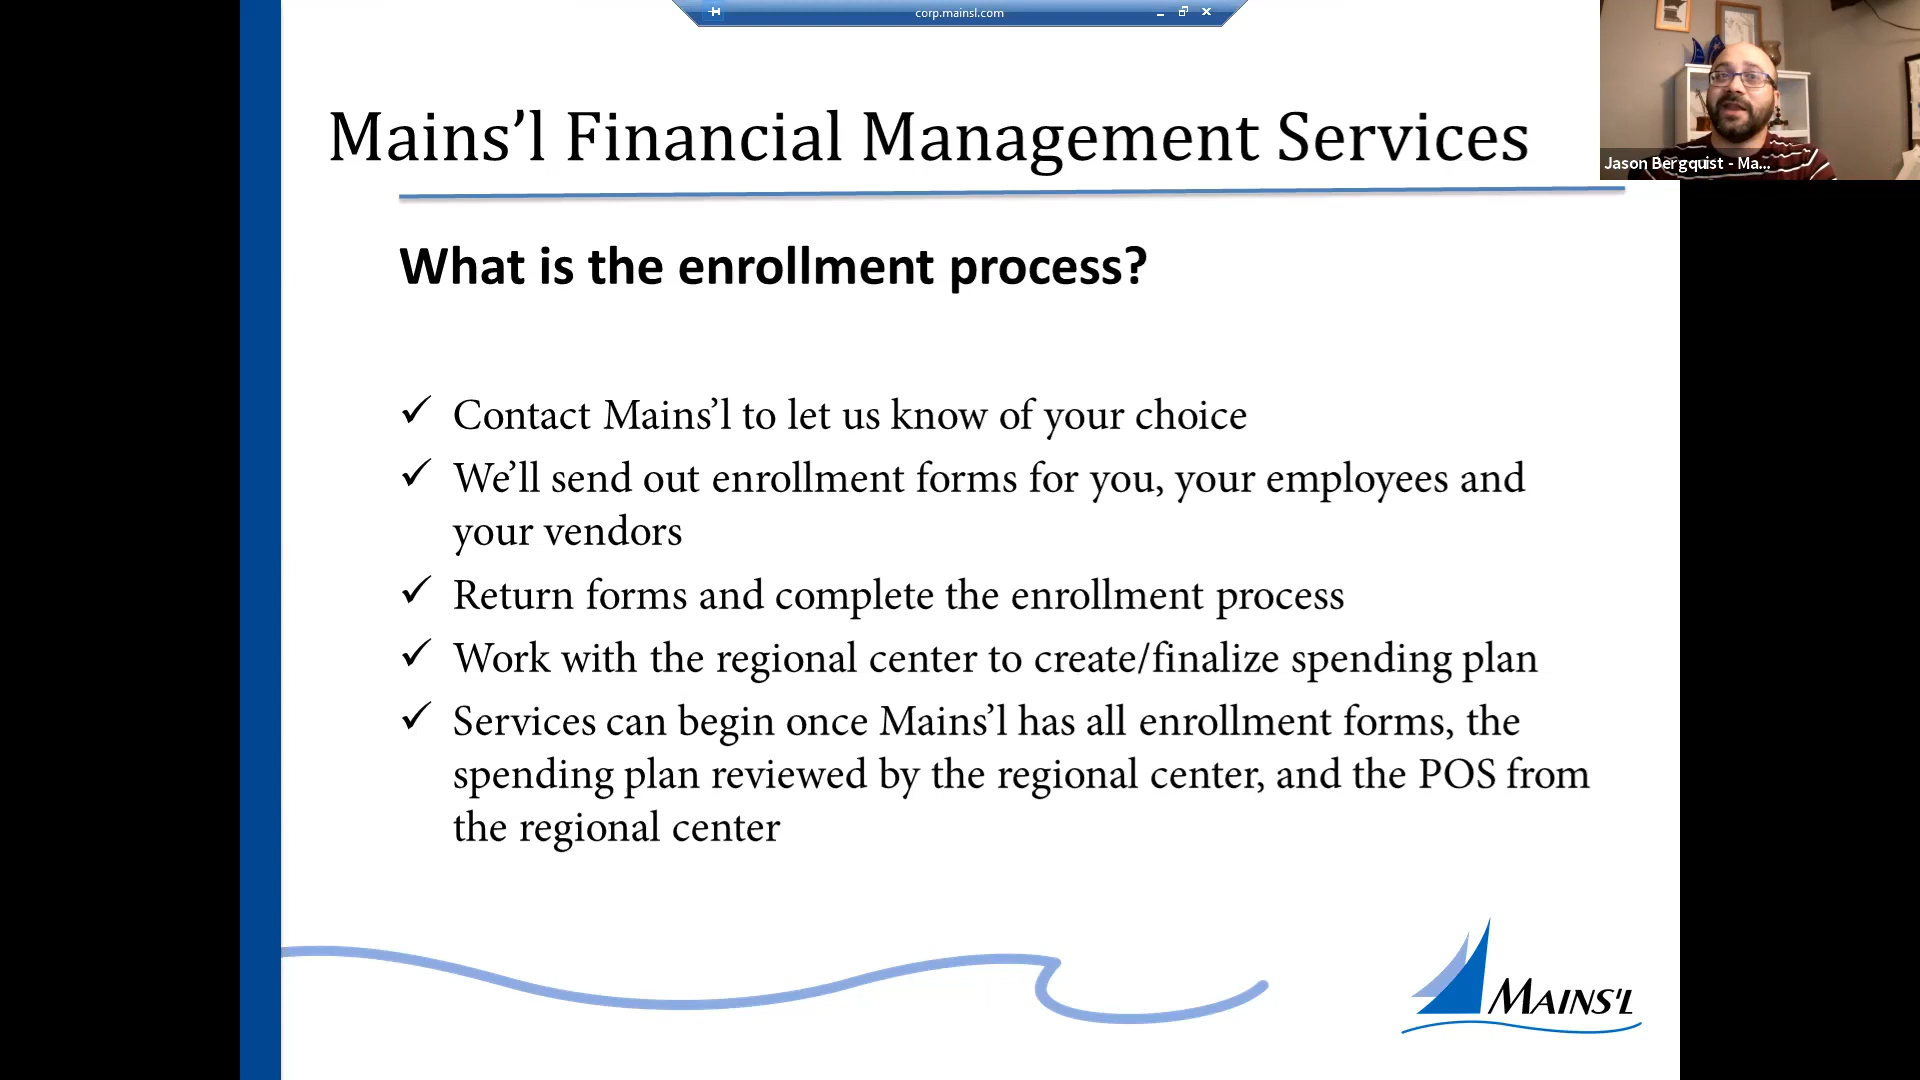 corp.mainsl.com
Mains’l Financial Management Services
Jason Bergquist - Ma...
What is the enrollment process?
✓ Contact Mains’l to let us know of your choice
✓ We’ll send out enrollment forms for you, your employees and
your vendors
✓ Return forms and complete the enrollment process
✓ Work with the regional center to create/finalize spending plan
✓ Services can begin once Mains’l has all enrollment forms, the
spending plan reviewed by the regional center, and the POS from
the regional center
MAINS'L